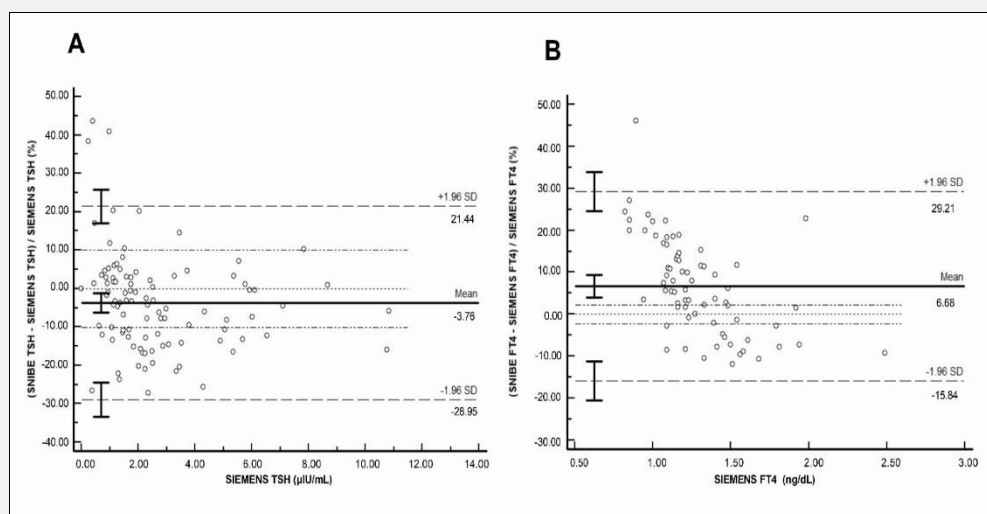 A
(SNIBE TSH - SIEMENS TSH) / SIEMENS TSH (%)
50.00
40.00
30.00
20.00
10.00
0.00
-10.00
-20.00
-30.00
-40.00
+1.96 SD
21.44
Mean
-3.76
-1.96 SD
-28.95
0.00 2.00 4.00 6.00 8.00 10.00 12.00 14.00
SIEMENS TSH (µIU/mL)
B
(SNIBE FT4 - SIEMENS FT4) / SIEMENS FT4 (%)
50.00
40.00
30.00
20.00
10.00
0.00
-10.00
-20.00
-30.00
+1.96 SD
29.21
Mean
6.68
-1.96 SD
-15.84
0.50 1.00 1.50 2.00 2.50 3.00
SIEMENS FT4 (ng/dL)